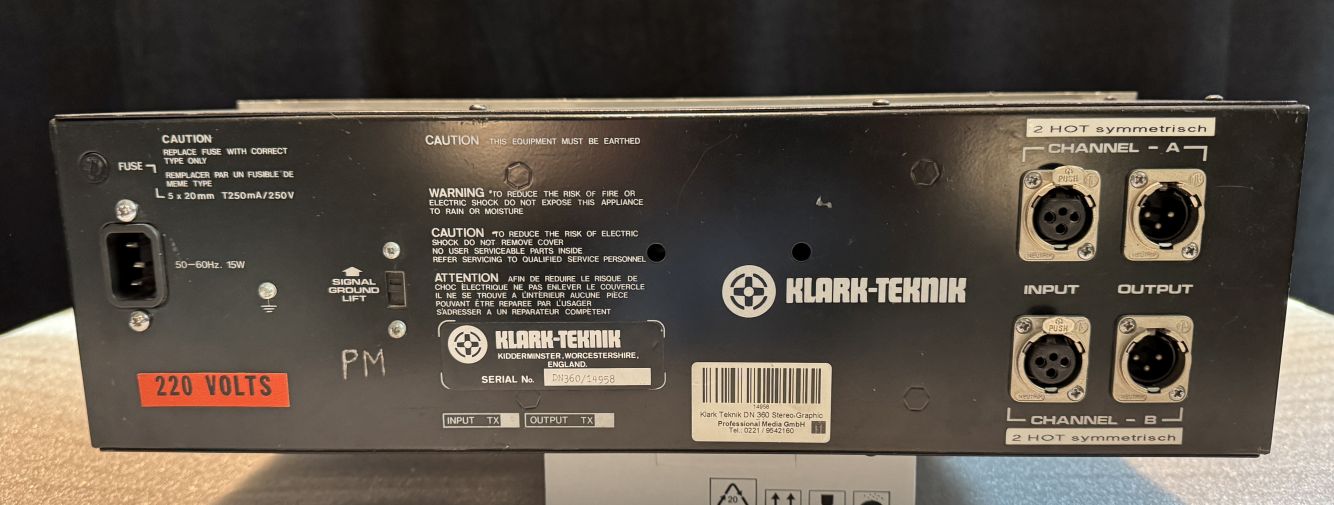 CAUTION
REPLACE FUSE WITH CORRECT
TYPE ONLY
FUSE
REMPLACER PAR UN FUSIBLE DE
MEME TYPE
5 x 20mm T250mA/250V
50-60Hz. 15W
SIGNAL
GROUND
LIFT
PM
220 VOLTS
CAUTION THIS EQUIPMENT MUST BE EARTHED
WARNING "TO REDUCE THE RISK OF FIRE OR
ELECTRIC SHOCK DO NOT EXPOSE THIS APPLIANCE
TO RAIN OR MOISTURE
CAUTION "TO REDUCE THE RISK OF ELECTRIC
SHOCK DO NOT REMOVE COVER
NO USER SERVICEABLE PARTS INSIDE
REFER SERVICING TO QUALIFIED SERVICE PERSONNEL
ATTENTION AFIN DE REDUIRE LE RISQUE DE
CHOC ELECTRIQUE NE PAS ENLEVER LE COUVERCLE
IL NE SE TROUVE A L'INTERIEUR AUCUNE PIÈCE
POUVANT ÊTRE REPAREE PAR L'USAGER
S'ADRESSER A UN REPARATEUR COMPETENT
KLARK-TEKNIK
KIDDERMINSTER, WORCESTERSHIRE,
ENGLAND.
SERIAL No. DN360/14958
INPUT TX
OUTPUT TX
KLARK-TEKNIK
14958
Klark Teknik DN 360 Stereo-Graphic
Professional Media GmbH
Tel.: 0221 / 9542160
2 HOT symmetrisch
CHANNEL - A
PUSH
NEUTRIK
NEUTRIK
INPUT
OUTPUT
PUSH
NEUTRIK
NEUTRIK
CHANNEL - B
2 HOT symmetrisch
20